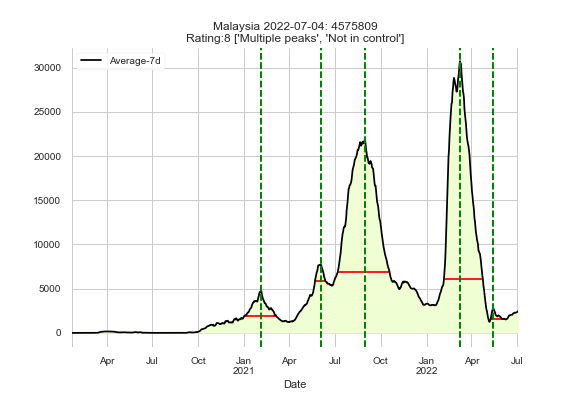 Malaysia 2022-07-04: 4575809
Rating:8 ['Multiple peaks', 'Not in control']
Average-7d
30000
25000
20000
15000
10000
5000
0
Apr Jul Oct Jan Apr Jul Oct Jan Apr Jul
2021 2022
Date